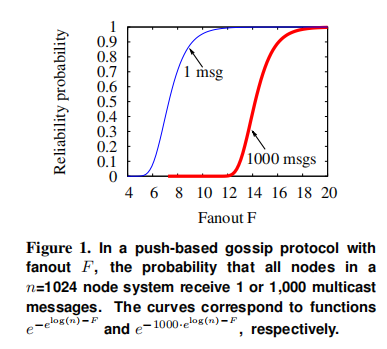 1
0.9
0.8
0.7
0.6
0.5
0.4
0.3
0.2
0.1
0
Reliability probability
1 msg
1000 msgs
4 6 8 10 12 14 16 18 20
Fanout F
Figure 1. In a push-based gossip protocol with
fanout F, the probability that all nodes in a
n=1024 node system receive 1 or 1,000 multicast
messages. The curves correspond to functions
e^{-e^{log(n)-F}} and e^{-1000·e^{log(n)-F}}, respectively.